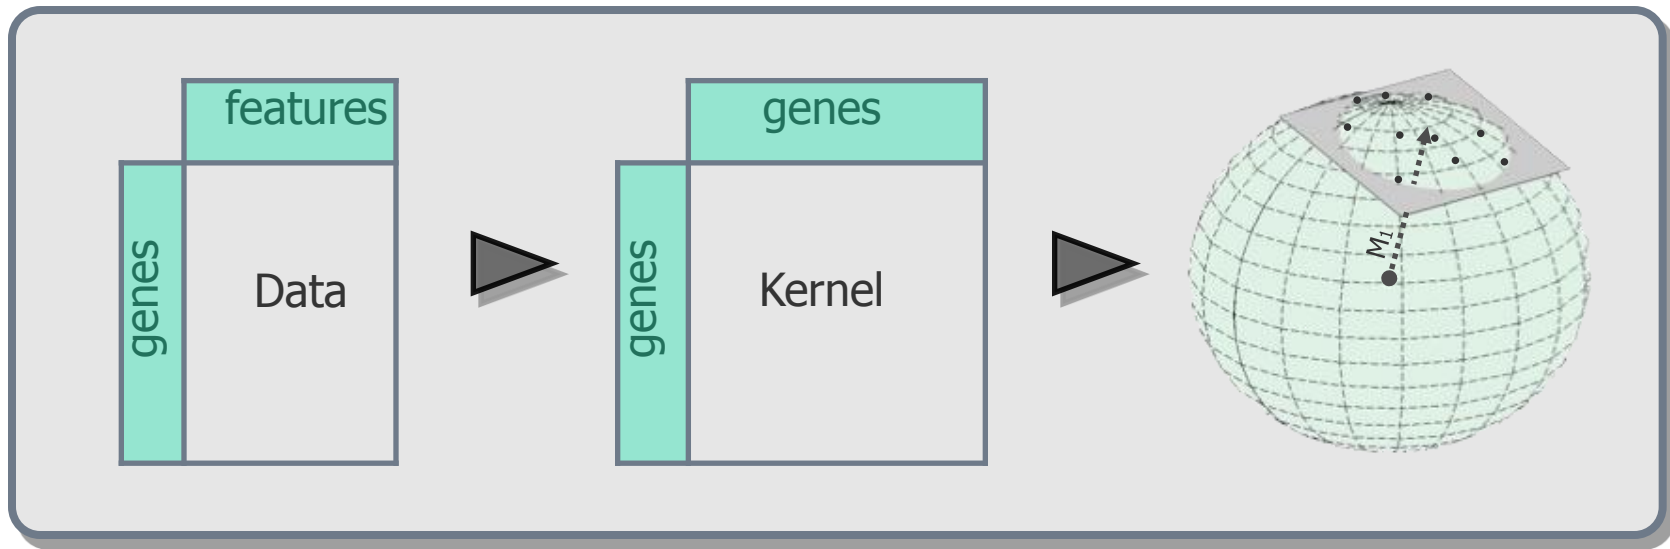 features
genes
Data
genes
genes
Kernel
M1